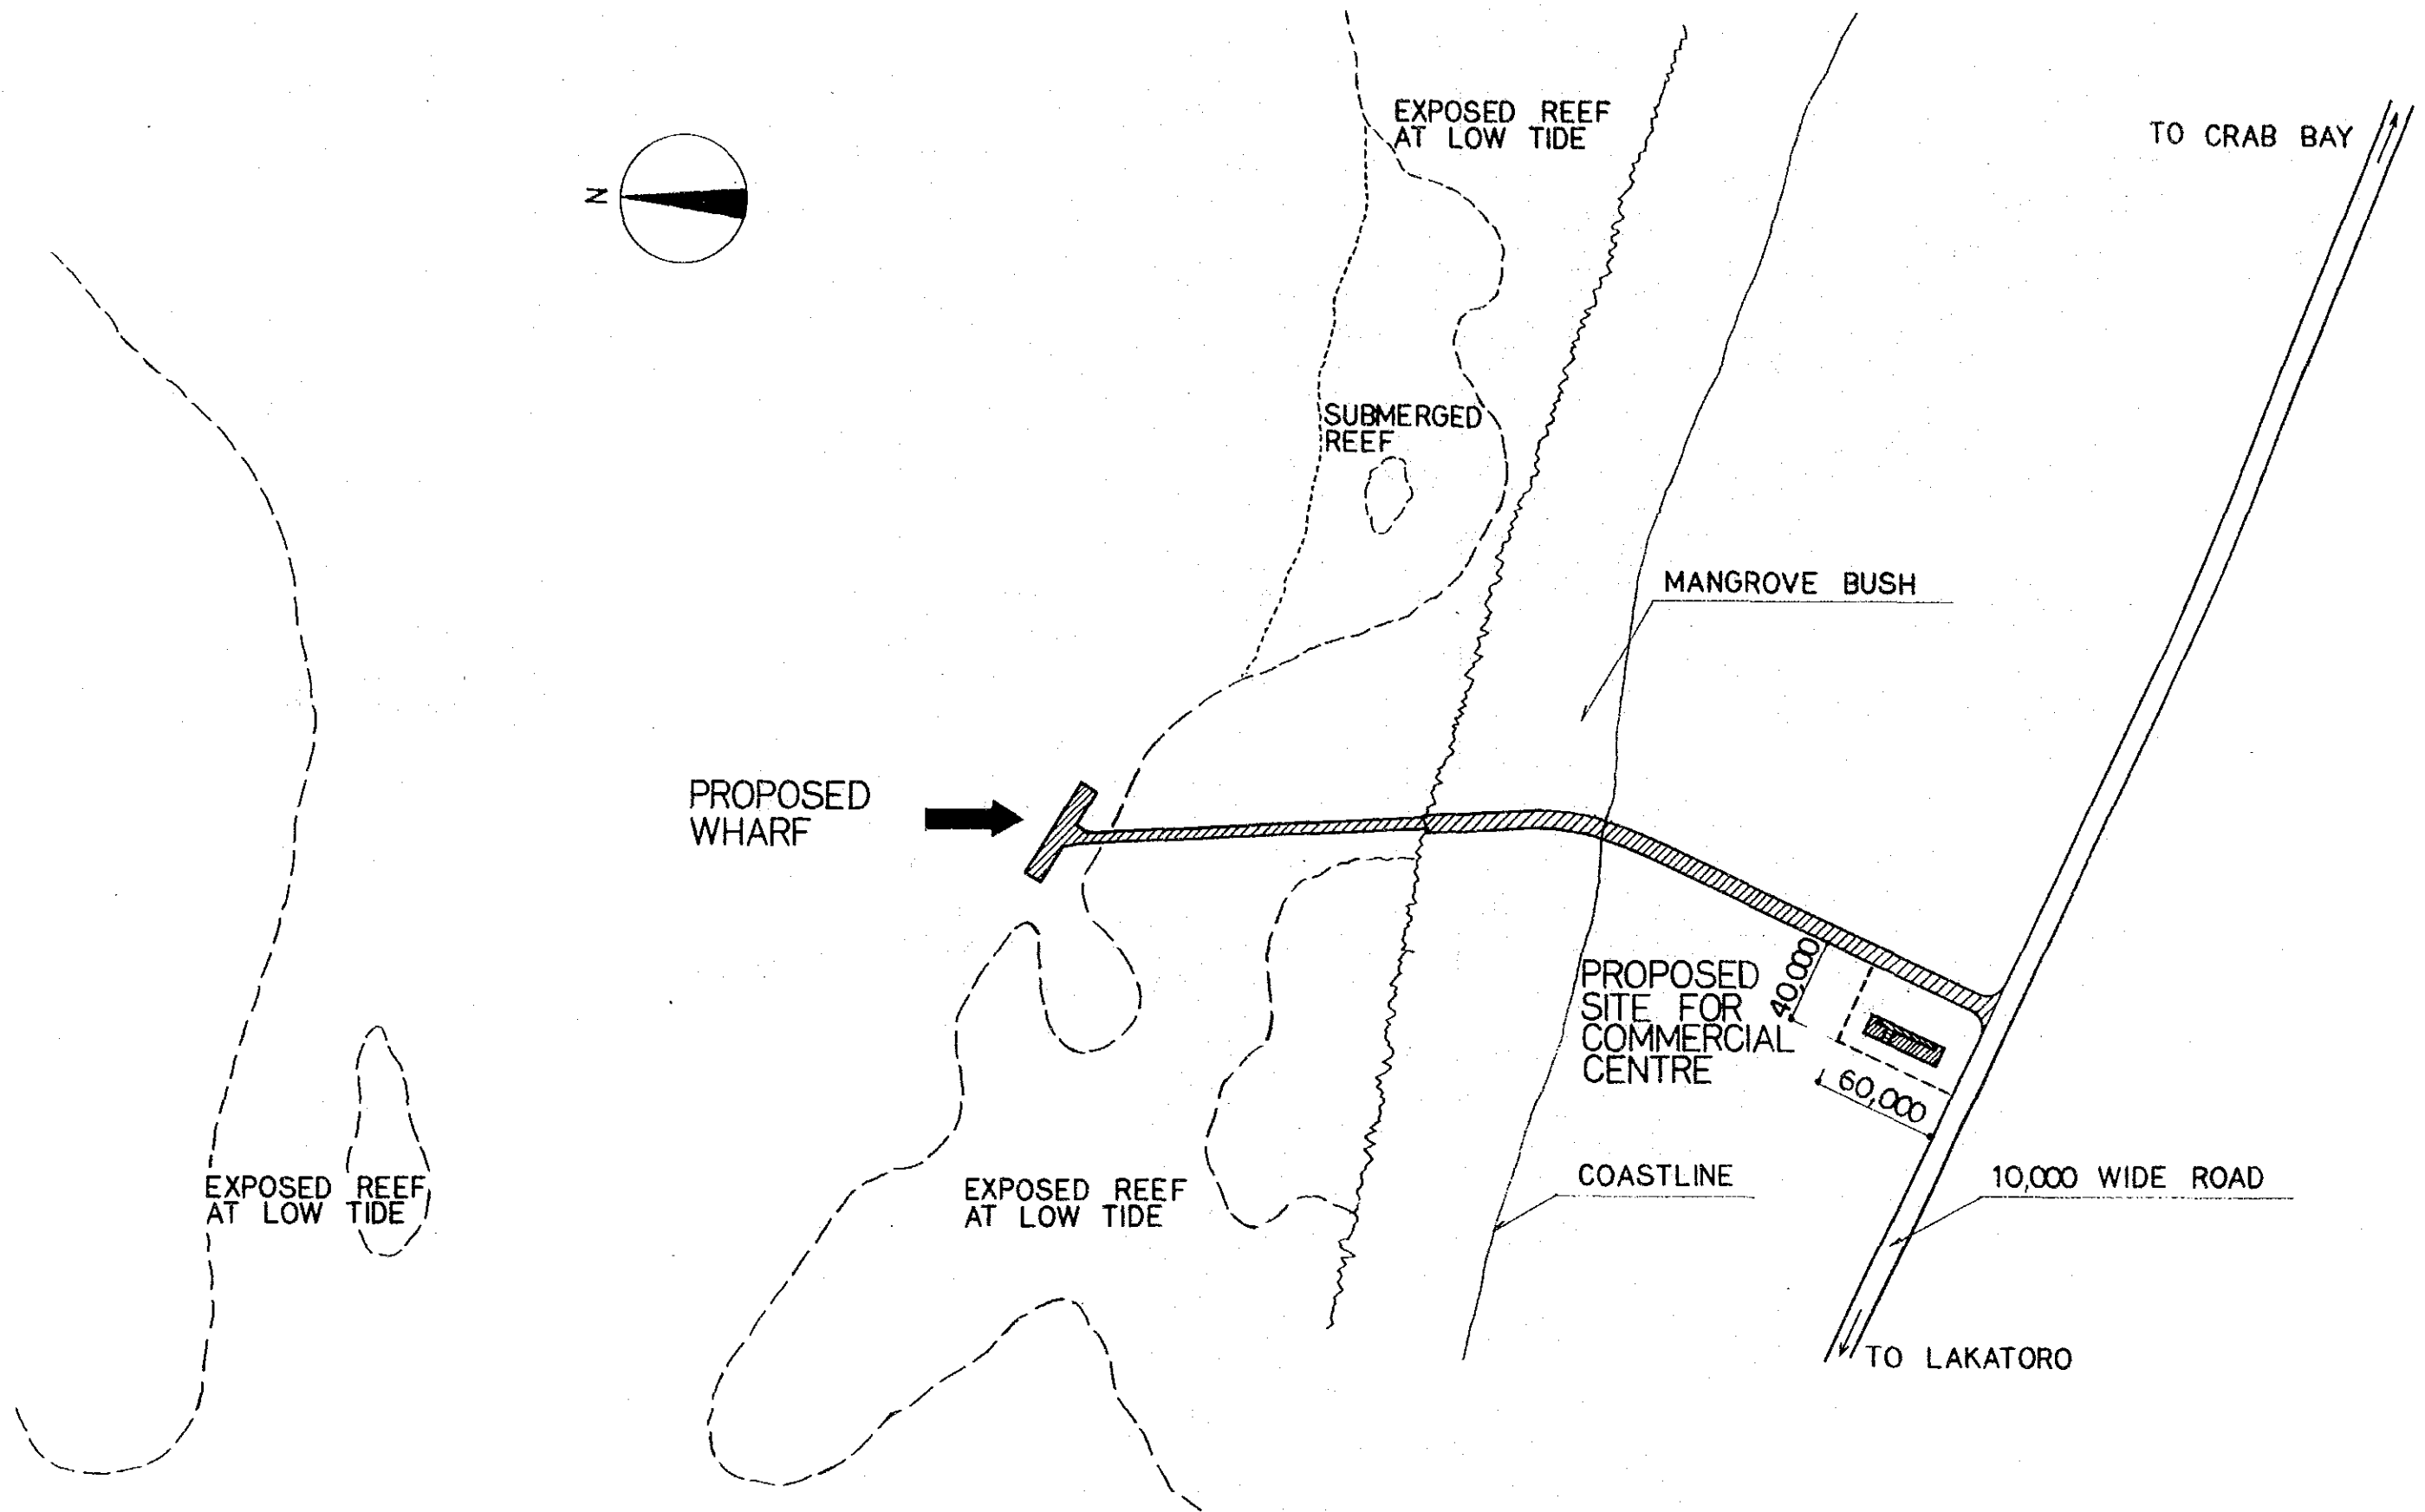 EXPOSED REEF
AT LOW TIDE
TO CRAB BAY
N
SUBMERGED
REEF
MANGROVE BUSH
PROPOSED
WHARF
40,000
PROPOSED
SITE FOR
COMMERCIAL
CENTRE
60,000
EXPOSED REEF
AT LOW TIDE
EXPOSED REEF
AT LOW TIDE
COASTLINE
10,000 WIDE ROAD
TO LAKATORO